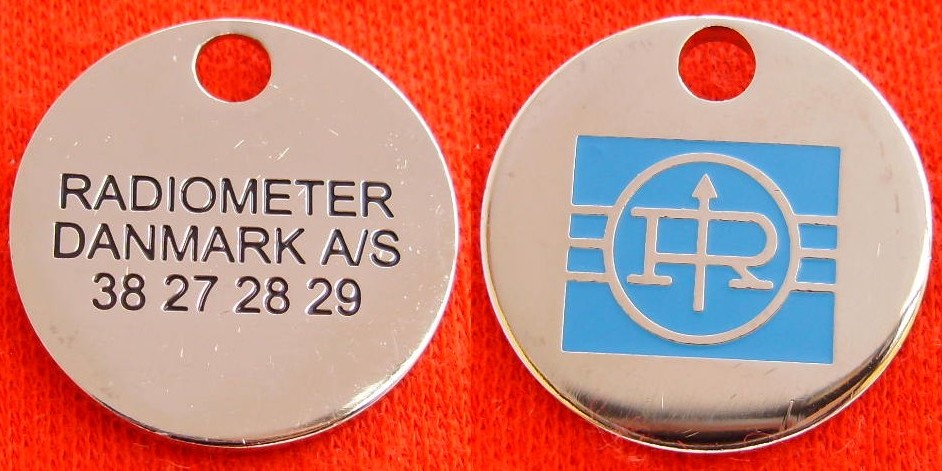 RADIOMETER
DANMARK A/S
38 27 28 29
R